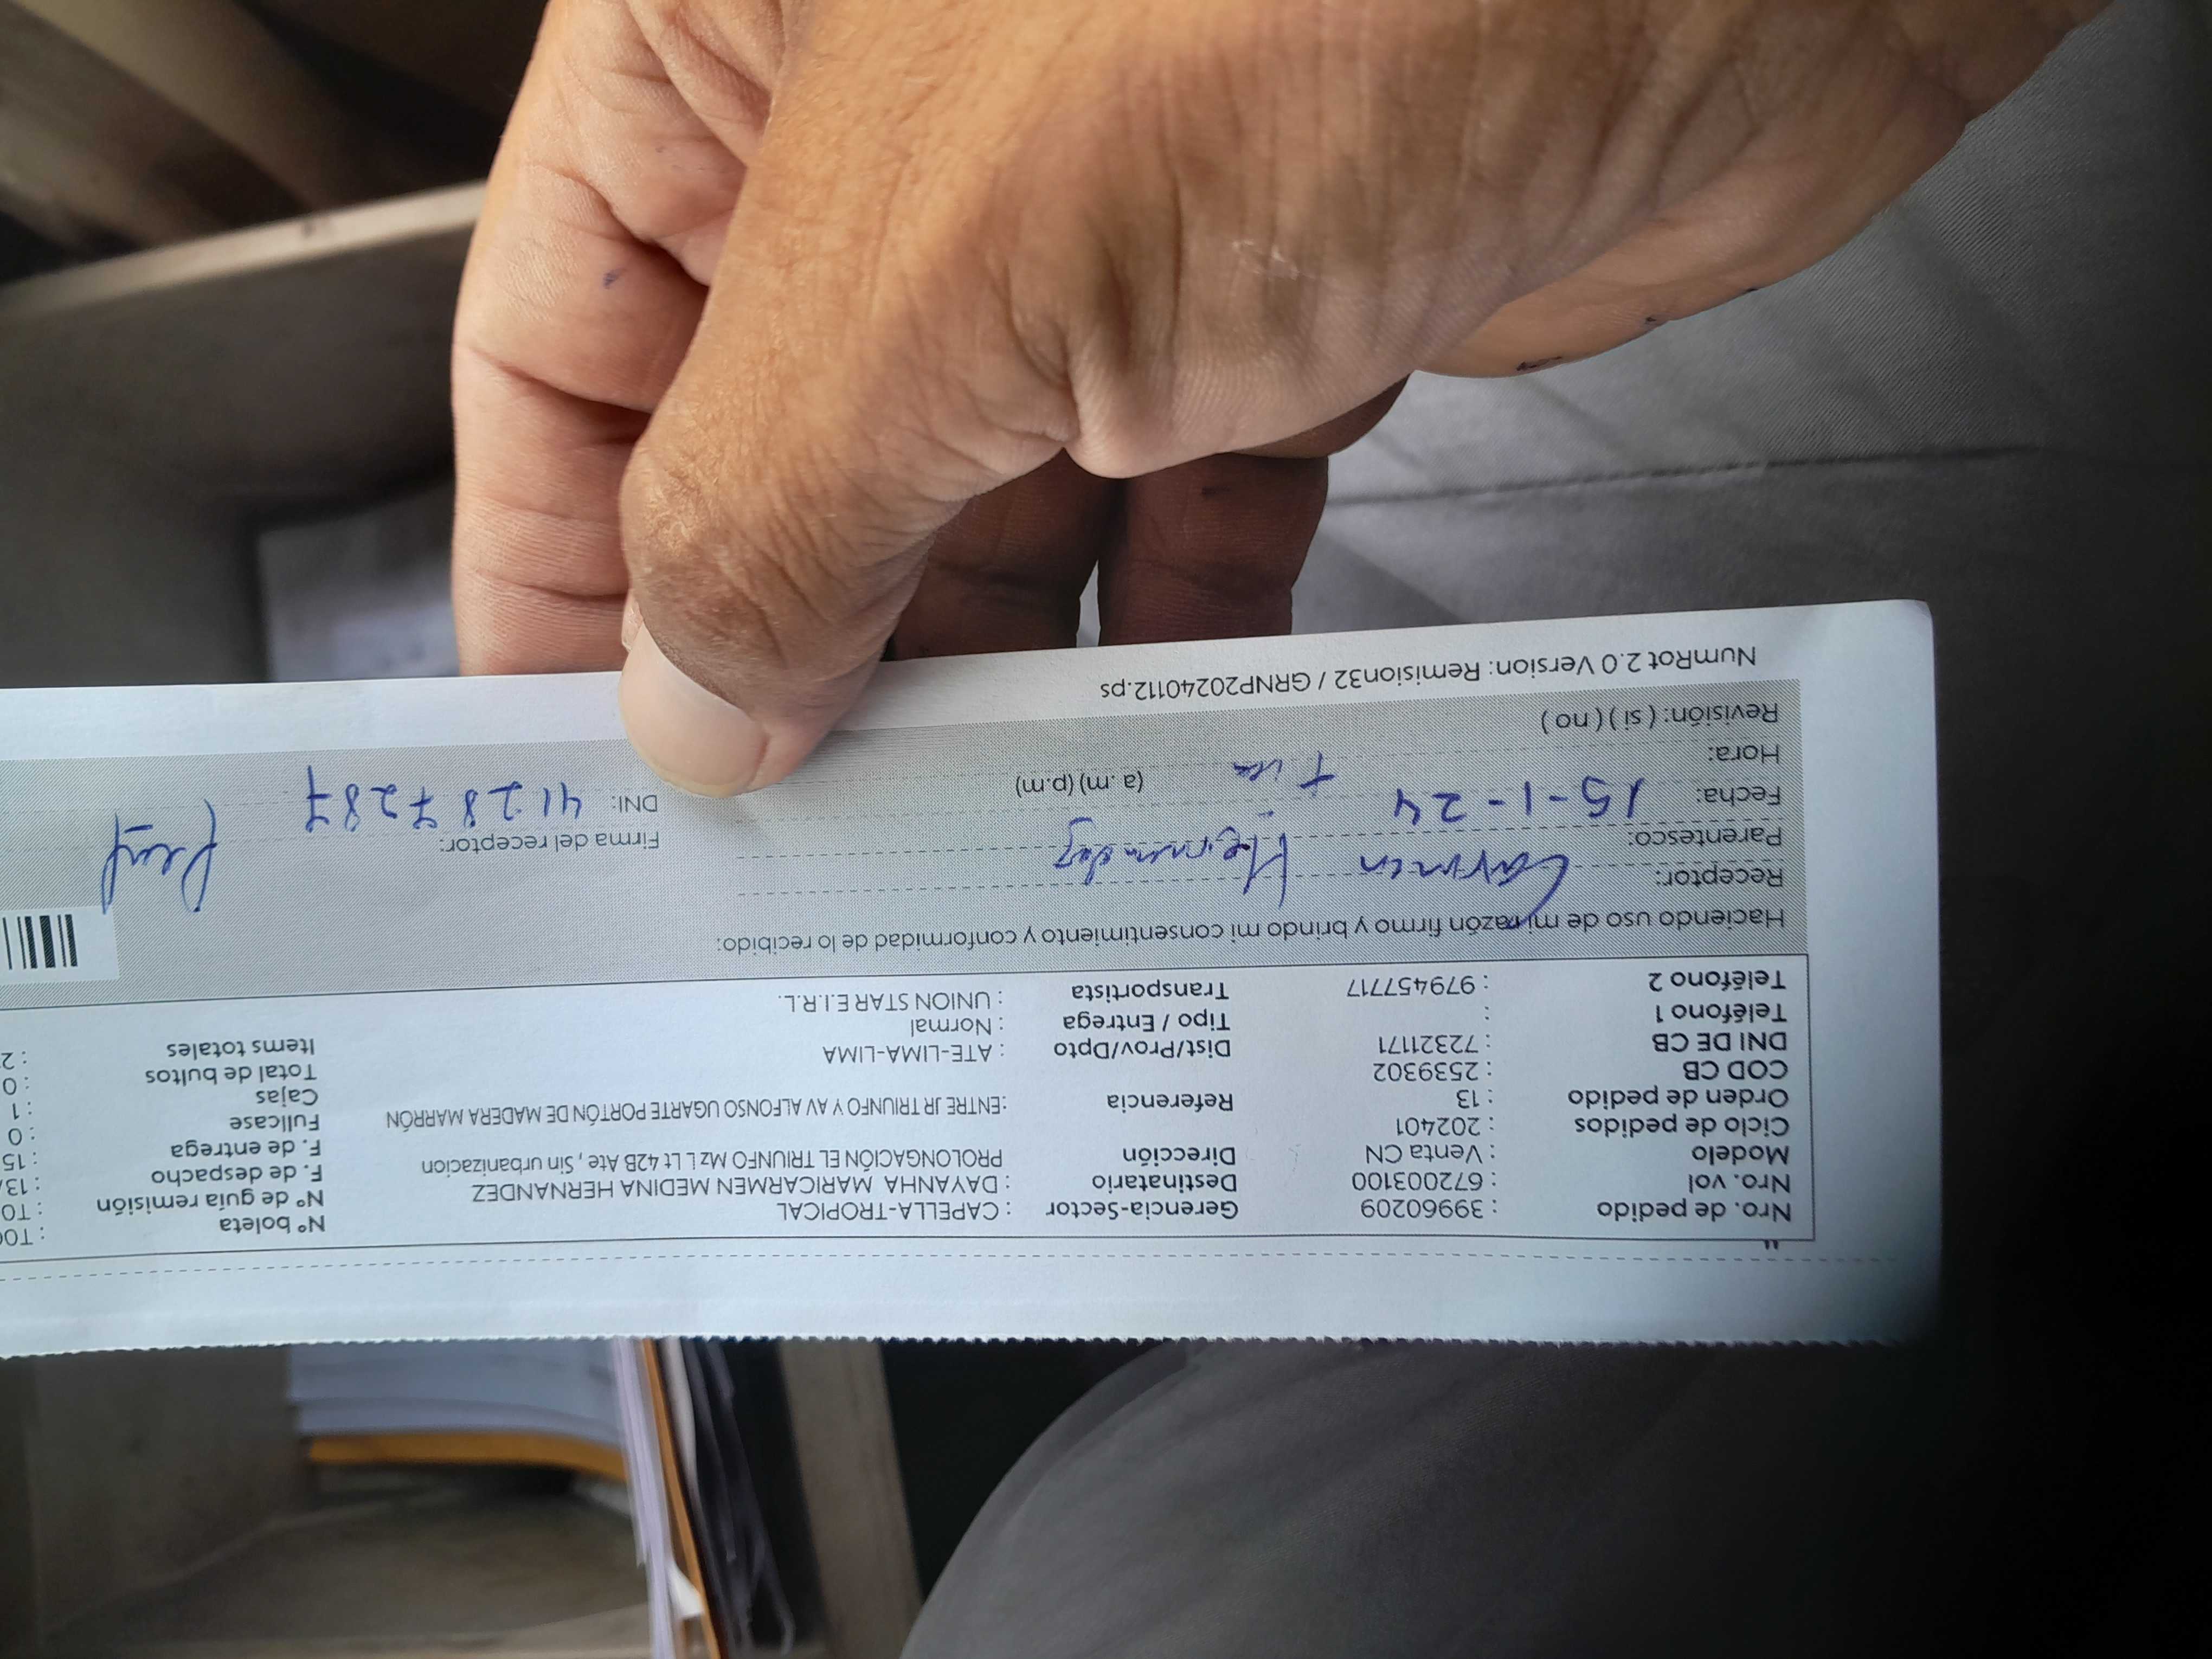 Nro. de pedido : 39960209 Gerencia-Sector : CAPELLA-TROPICAL Nº boleta
Nro. vol : 672003100 Destinatario : DAYANHA MARICARMEN MEDINA HERNANDEZ Nº de guía remisión
Modelo : Venta CN Dirección PROLONGACIÓN EL TRIUNFO Mz L Lt 42B Ate , Sin urbanizacion F. de despacho
Ciclo de pedidos : 202401 F. de entrega
Orden de pedido : 13 Referencia :ENTRE JR TRIUNFO Y AV ALFONSO UGARTE PORTÓN DE MADERA MARRÓN Fullcase : 0
COD CB : 2539302 Cajas : 1
DNI DE CB : 72321171 Dist/Prov/Dpto : ATE-LIMA-LIMA Total de bultos : 0
Teléfono 1 : Tipo / Entrega : Normal Items totales
Teléfono 2 : 979457717 Transportista : UNION STAR E.I.R.L.
Haciendo uso de mi razón firmo y brindo mi consentimiento y conformidad de lo recibido:
Receptor: Carmen Hernandez
Parentesco: Firma del receptor:
Fecha: 15-1-24 DNI: 41287287
Hora: (a.m) (p.m)
Revisión: ( si ) ( no )
NumRot 2.0 Version: Remision32 / GRNP20240112.ps